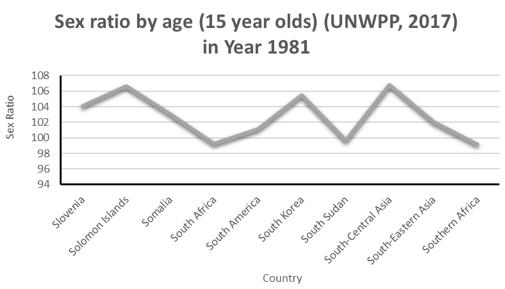 Sex ratio by age (15 year olds) (UNWPP, 2017)
in Year 1981
Sex Ratio
108
106
104
102
100
98
96
94
Slovenia
Solomon Islands
Somalia
South Africa
South America
South Korea
South Sudan
South-Central Asia
South-Eastern Asia
Southern Africa
Country